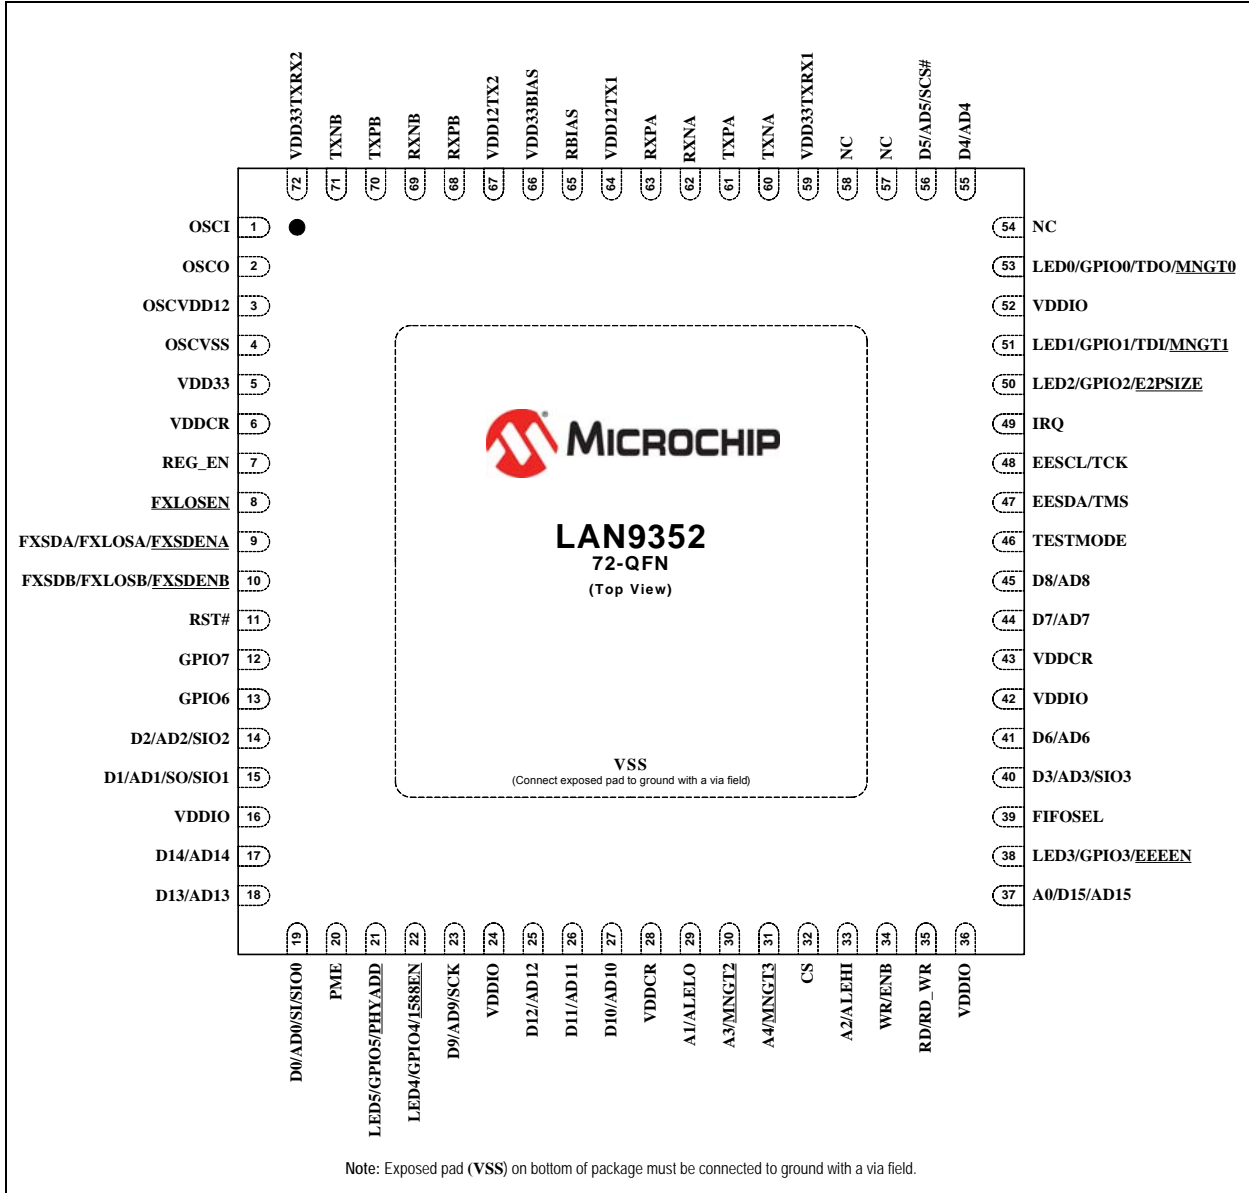 VDD33TXRX2
TXNB
TXPB
RXNB
RXPB
VDD12TX2
VDD33BIAS
RBIAS
VDD12TX1
RXPA
RXNA
TXPA
TXNA
VDD33TXRX1
NC
NC
D5/AD5/SCS#
D4/AD4
72
71
70
69
68
67
66
65
64
63
62
61
60
59
58
57
56
55
OSCI 1
OSCO 2
OSCVDD12 3
OSCVSS 4
VDD33 5
VDDCR 6
REG_EN 7
FXLOSEN 8
FXSDA/FXLOSA/FXSDENA 9
FXSDB/FXLOSB/FXSDENB 10
RST# 11
GPIO7 12
GPIO6 13
D2/AD2/SIO2 14
D1/AD1/SO/SIO1 15
VDDIO 16
D14/AD14 17
D13/AD13 18
MICROCHIP
LAN9352
72-QFN
(Top View)
VSS
(Connect exposed pad to ground with a via field)
54 NC
53 LED0/GPIO0/TDO/MNGT0
52 VDDIO
51 LED1/GPIO1/TDI/MNGT1
50 LED2/GPIO2/E2PSIZE
49 IRQ
48 EESCL/TCK
47 EESDA/TMS
46 TESTMODE
45 D8/AD8
44 D7/AD7
43 VDDCR
42 VDDIO
41 D6/AD6
40 D3/AD3/SIO3
39 FIFOSEL
38 LED3/GPIO3/EEEEN
37 A0/D15/AD15
19
20
21
22
23
24
25
26
27
28
29
30
31
32
33
34
35
36
D0/AD0/SI/SIO0
PME
LED5/GPIO5/PHYADD
LED4/GPIO4/1588EN
D9/AD9/SCK
VDDIO
D12/AD12
D11/AD11
D10/AD10
VDDCR
A1/ALELO
A3/MNGT2
A4/MNGT3
CS
A2/ALEHI
WR/ENB
RD/RD_WR
VDDIO
Note: Exposed pad (VSS) on bottom of package must be connected to ground with a via field.